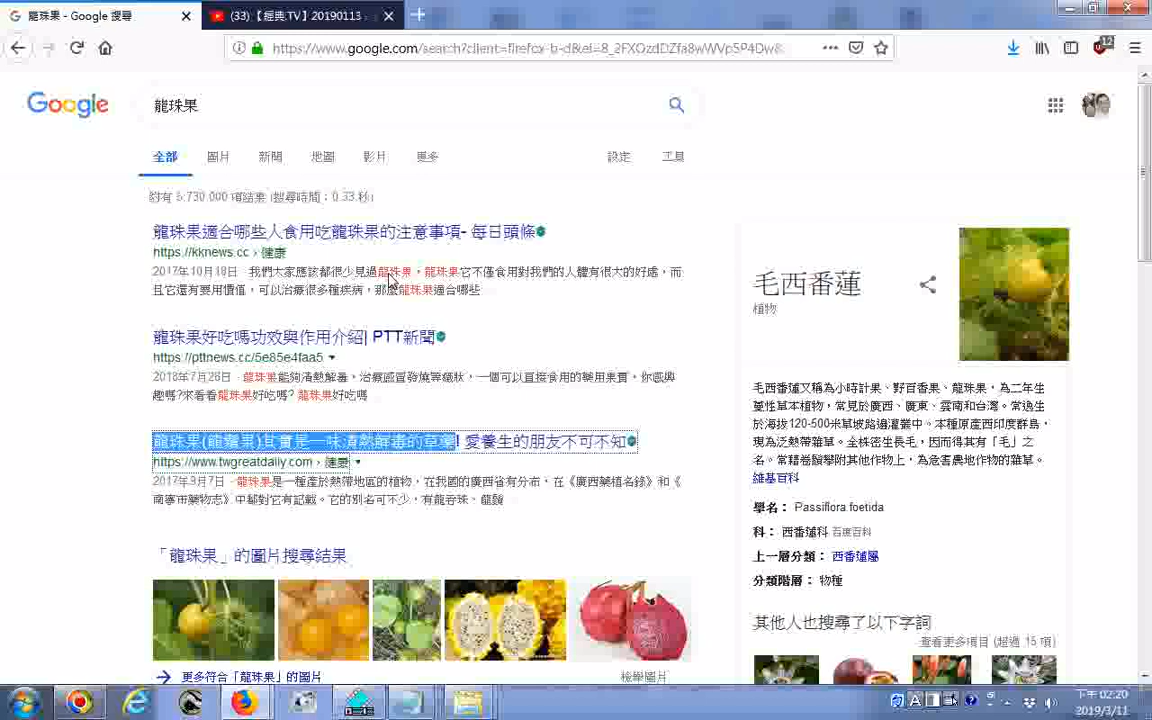 龍珠果 - Google 搜尋
(33)【經典.TV】20190113
https://www.google.com/search?client=firefox-b-d&ei=8_2FXOzdDZfa8wWVp5P4Dw&
12
Google
龍珠果
全部 圖片 新聞 地圖 影片 更多 設定 工具
約有 5,730,000 項結果 (搜尋時間：0.33 秒)
龍珠果適合哪些人食用吃龍珠果的注意事項- 每日頭條
https://kknews.cc › 健康
2017年10月18日 - 我們大家應該都很少見過龍珠果，龍珠果它不僅食用對我們的人體有很大的好處，而
且它還有要用價值，可以治療很多種疾病，那麼龍珠果適合哪些
龍珠果好吃嗎功效與作用介紹| PTT新聞
https://pttnews.cc/5e85e4faa5
2018年7月26日 - 龍珠果能夠清熱解毒，治療感冒發燒等癥狀，一個可以直接食用的藥用果實，你感興
趣嗎?來看看龍珠果好吃嗎? 龍珠果好吃嗎
龍珠果(龍鬚果)其實是一味清熱解毒的草藥! 愛養生的朋友不可不知
https://www.twgreatdaily.com › 健康
2017年9月7日 - 龍珠果是一種產於熱帶地區的植物，在我國的廣西省有分布，在《廣西藥植名錄》和《
南寧市藥物志》中都對它有記載。它的別名可不少，有龍吞珠、龍鬚
「龍珠果」的圖片搜尋結果
更多符合「龍珠果」的圖片 檢舉圖片
毛西番蓮
植物
毛西番蓮又稱為小時計果、野百香果、龍珠果，為二年生
蔓性草本植物，常見於廣西、廣東、雲南和台灣。常逸生
於海拔120-500米草坡路邊灌叢中。本種原產西印度群島，
現為泛熱帶雜草。全株密生長毛，因而得其有「毛」之
名。常藉卷鬚攀附其他作物上，為危害農地作物的雜草。
維基百科
學名： Passiflora foetida
科： 西番蓮科 百度百科
上一層分類： 西番蓮屬
分類階層： 物種
其他人也搜尋了以下字詞
查看更多項目 (超過 15 項)
下午 02:20
2019/3/11